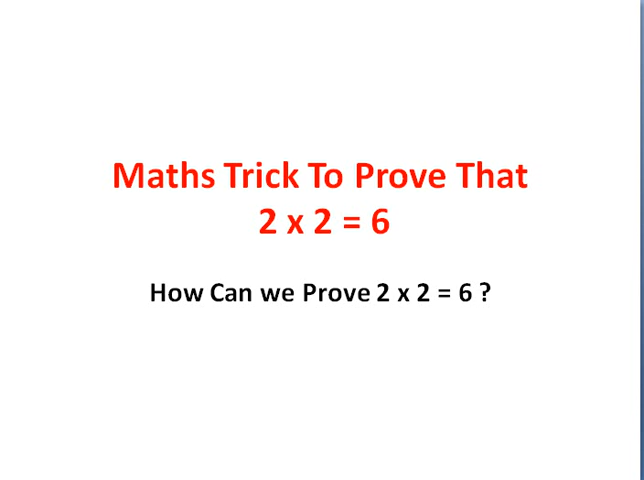 Maths Trick To Prove That
2 x 2 = 6
How Can we Prove 2 x 2 = 6 ?